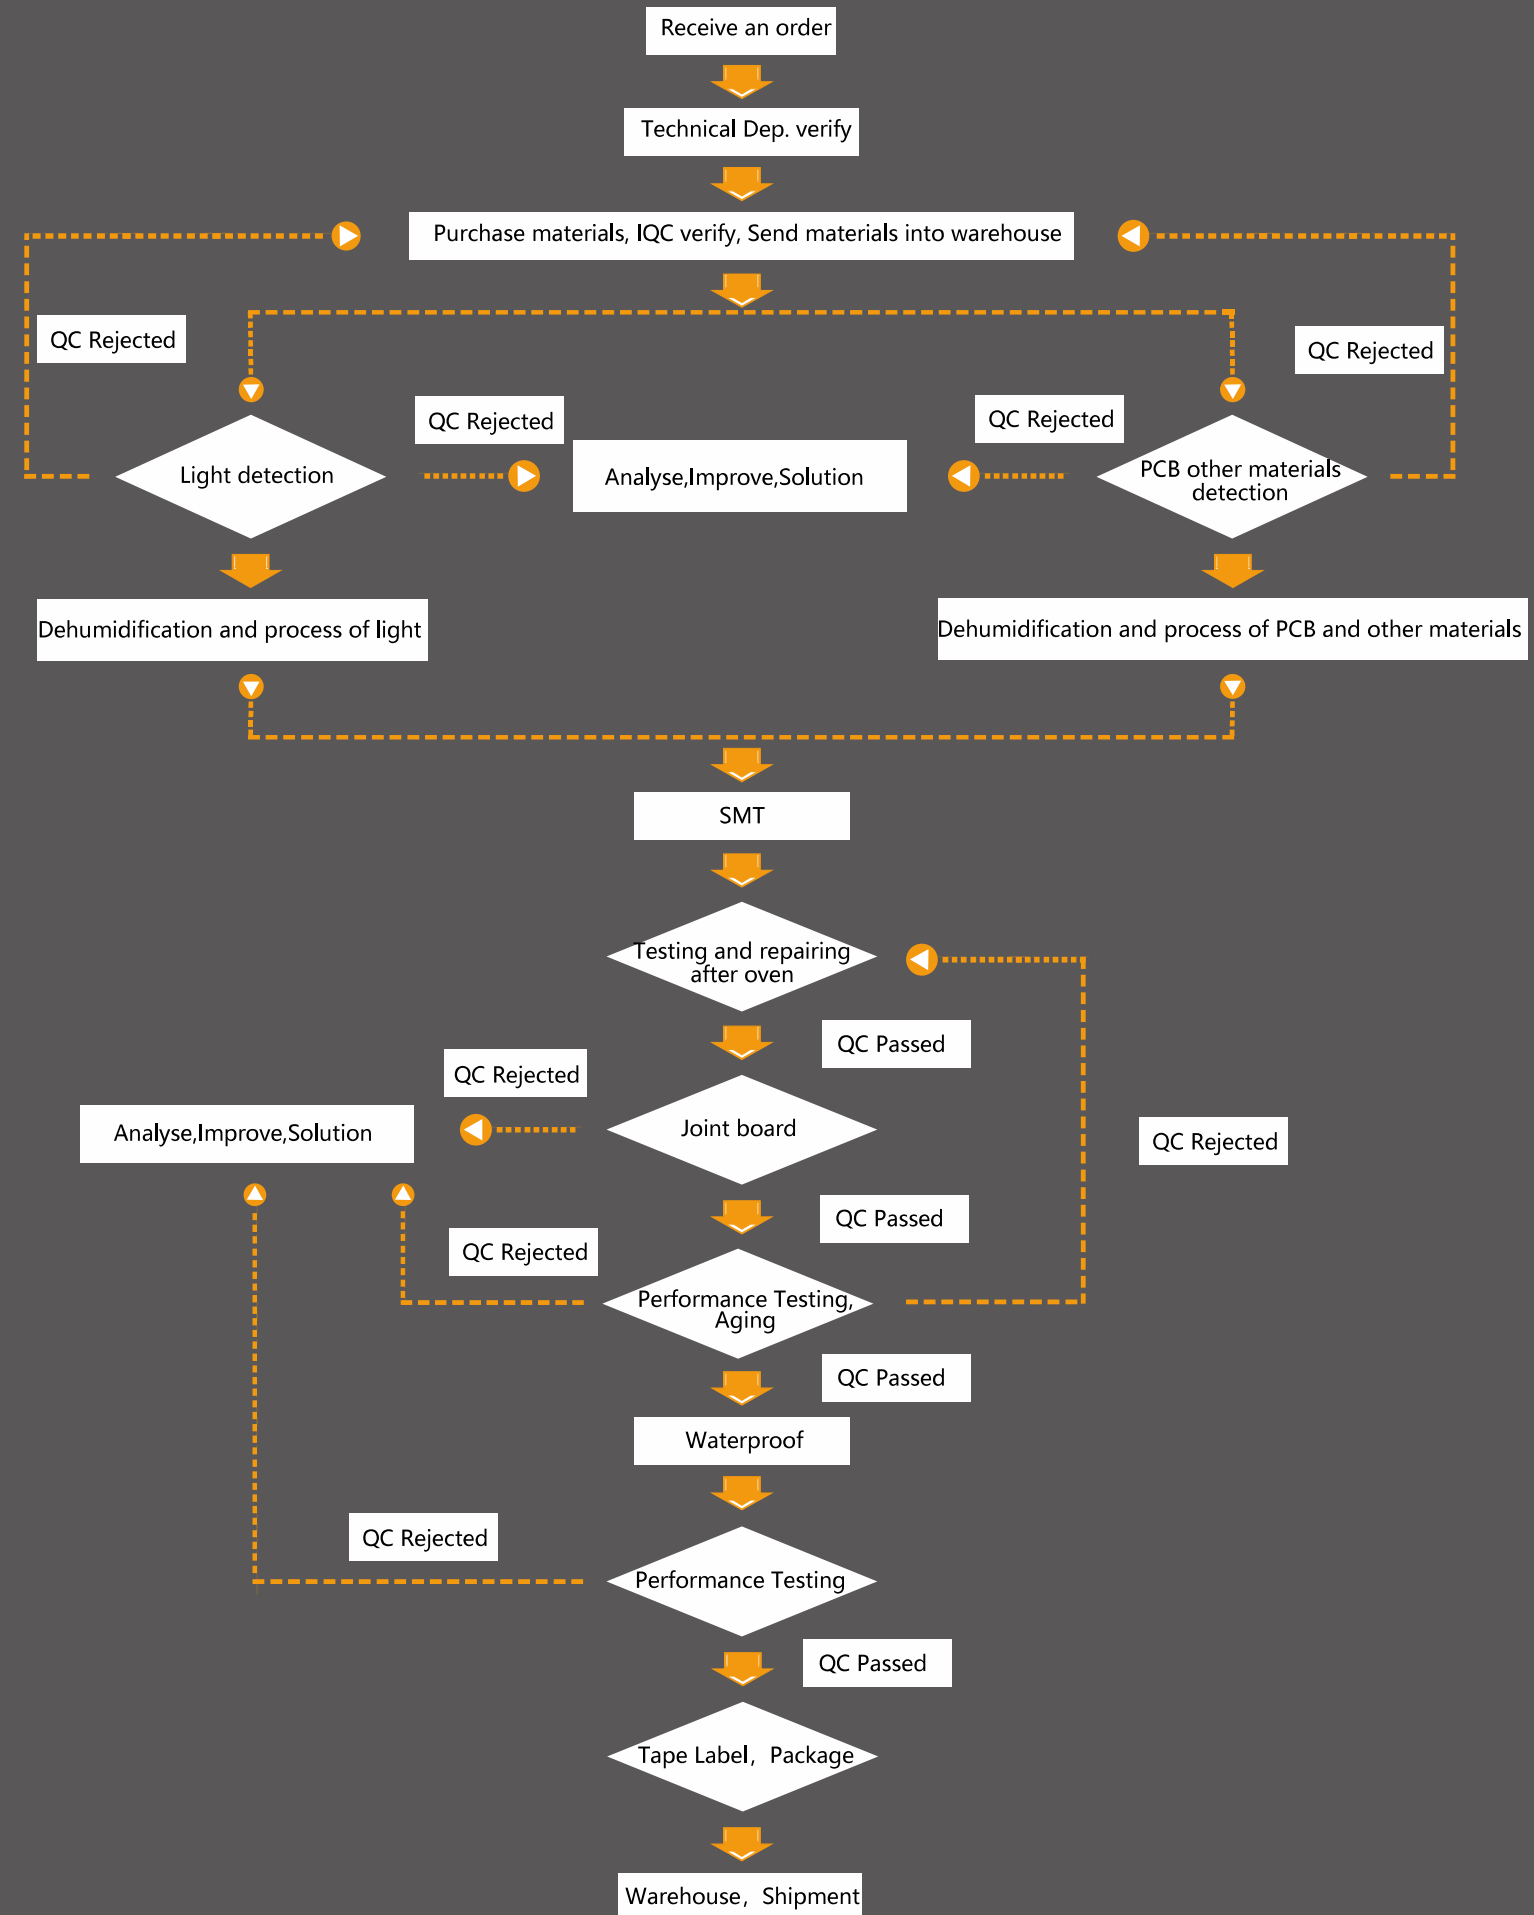 Receive an order
Technical Dep. verify
Purchase materials, IQC verify, Send materials into warehouse
QC Rejected
QC Rejected
QC Rejected
QC Rejected
Light detection
Analyse,Improve,Solution
PCB other materials
detection
Dehumidification and process of light
Dehumidification and process of PCB and other materials
SMT
Testing and repairing
after oven
QC Passed
QC Rejected
Analyse,Improve,Solution
Joint board
QC Rejected
QC Passed
QC Rejected
Performance Testing,
Aging
QC Passed
Waterproof
QC Rejected
Performance Testing
QC Passed
Tape Label, Package
Warehouse, Shipment